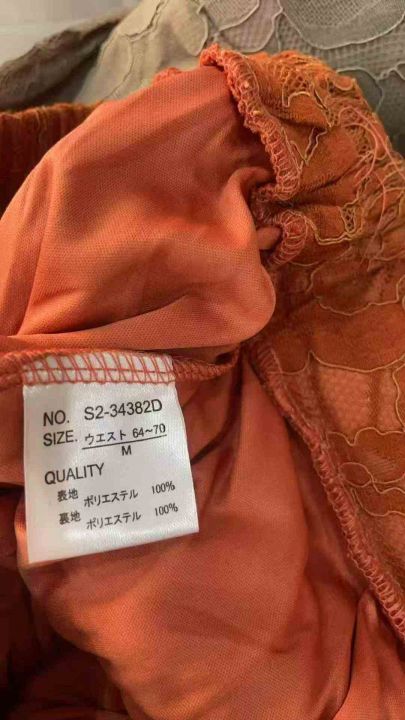 NO. S2-34382D
SIZE. ウエスト 64~70
M
QUALITY
表地 ポリエステル 100%
裏地 ポリエステル 100%